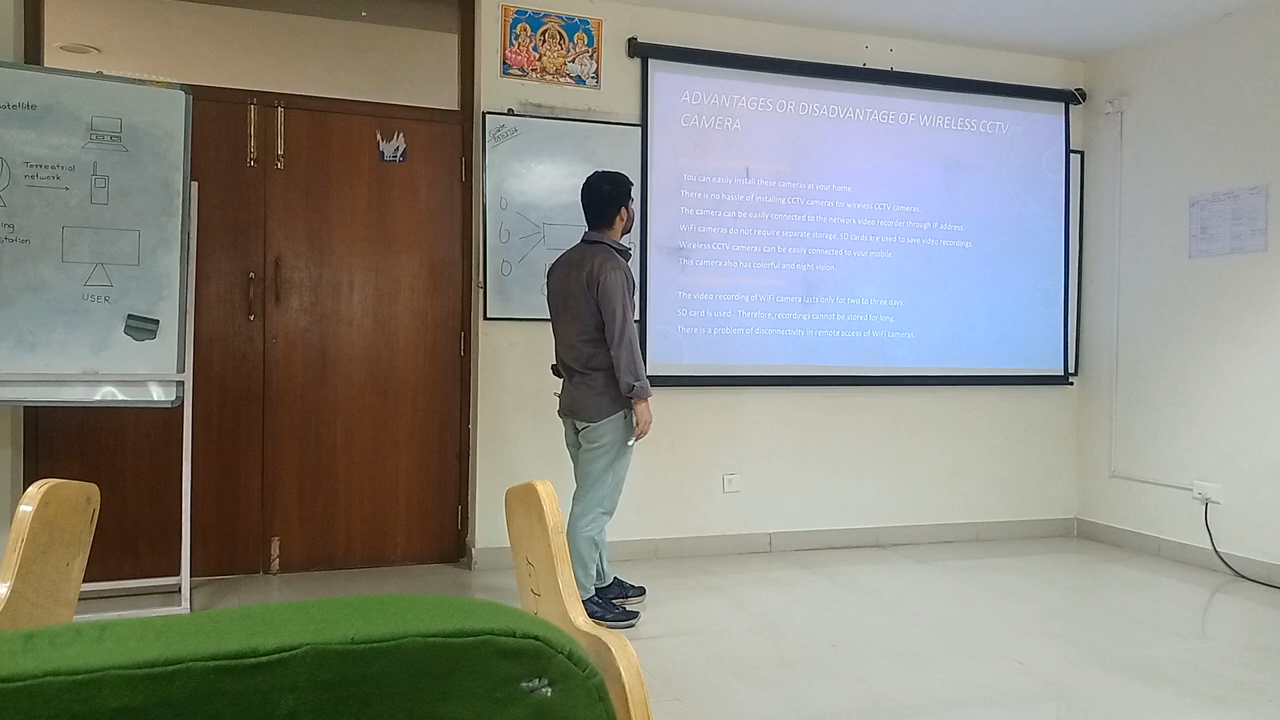 atellite
Terrestrial
network
ing
station
USER
ADVANTAGES OR DISADVANTAGE OF WIRELESS CCTV
CAMERA
You can easily install these cameras at your home.
There is no hassle of installing CCTV cameras for wireless CCTV cameras.
The camera can be easily connected to the network video recorder through IP address.
WiFi cameras do not require separate storage; SD cards are used to save video recordings.
Wireless CCTV cameras can be easily connected to your mobile.
This camera also has colorful and night vision.
The video recording of WiFi camera lasts only for two to three days.
SD card is used. Therefore, recordings cannot be stored for long.
There is a problem of disconnectivity in remote access of WiFi cameras.